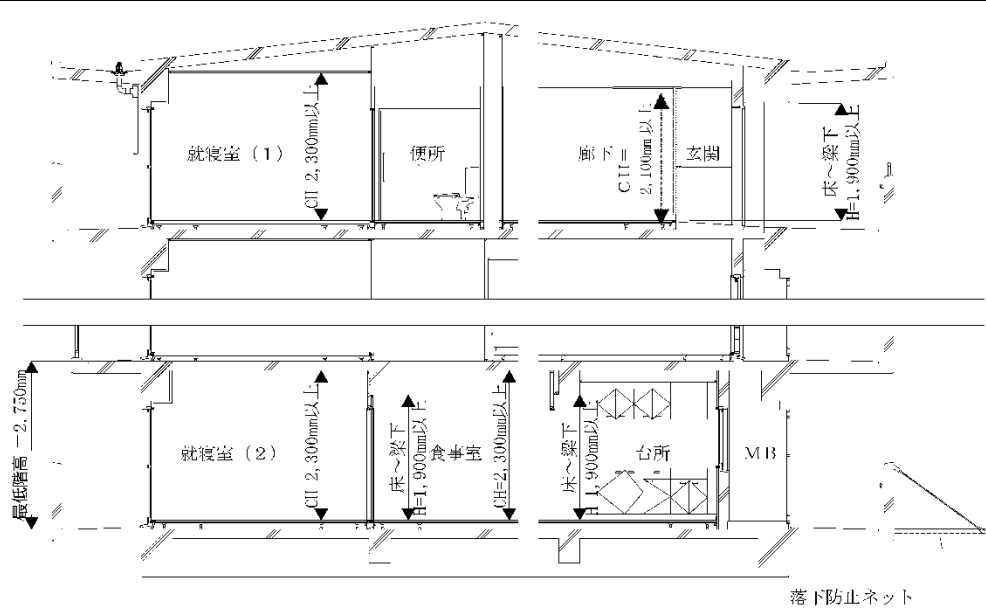 就寝室(1)
CH 2,300mm以上
便所
廊下
CH=
2,100mm以上
玄関
床～梁下
H=1,900mm以上
最低階高=2,750mm
就寝室(2)
CH 2,300mm以上
床～梁下
H=1,900mm以上
食事室
CH=2,300mm以上
床～梁下
H 1,900mm以上
台所
MB
落下防止ネット